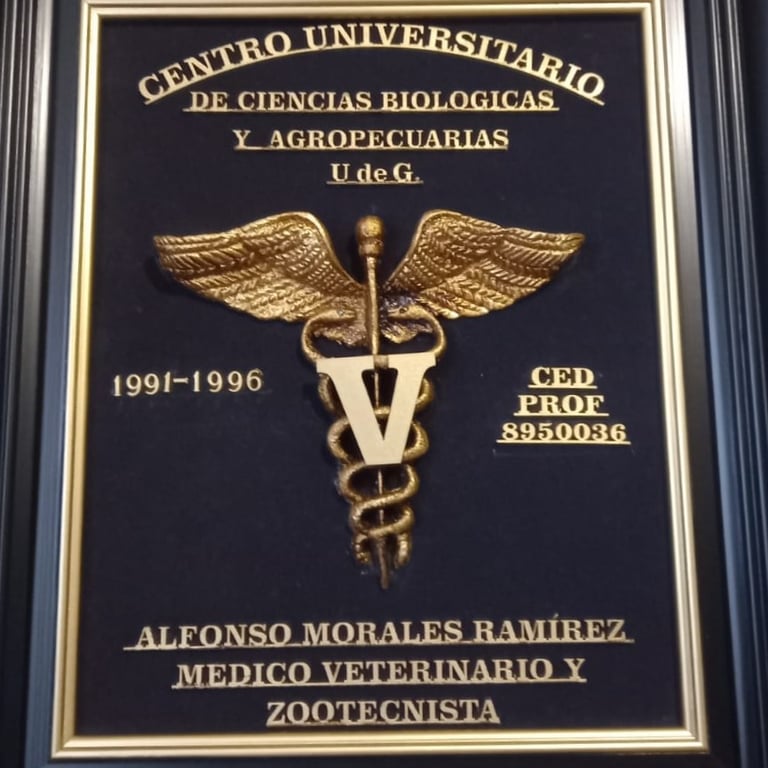 CENTRO UNIVERSITARIO
DE CIENCIAS BIOLOGICAS
Y AGROPECUARIAS
U de G.
V
1991-1996
CED
PROF
8950036
ALFONSO MORALES RAMÍREZ
MEDICO VETERINARIO Y
ZOOTECNISTA